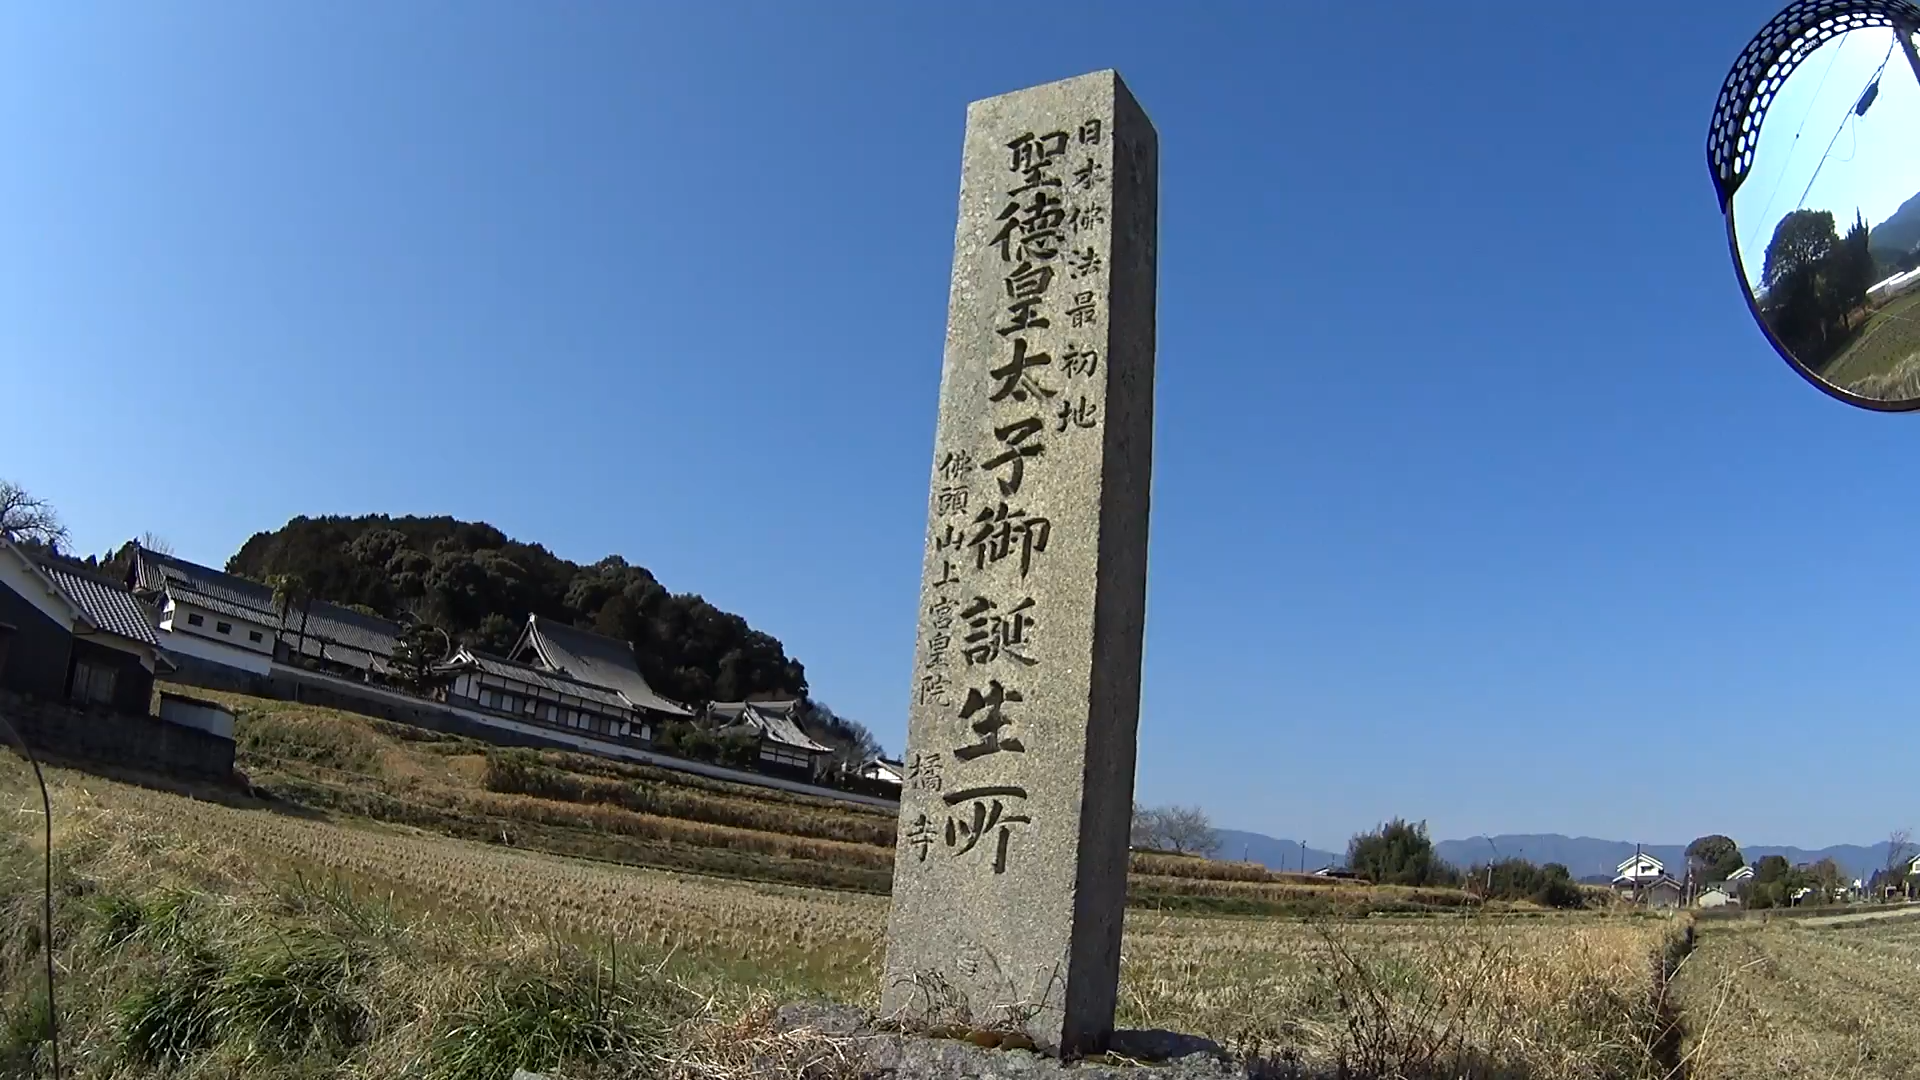 日本佛法最初地
聖德皇太子御誕生所
佛頭山上宮皇院 橘寺